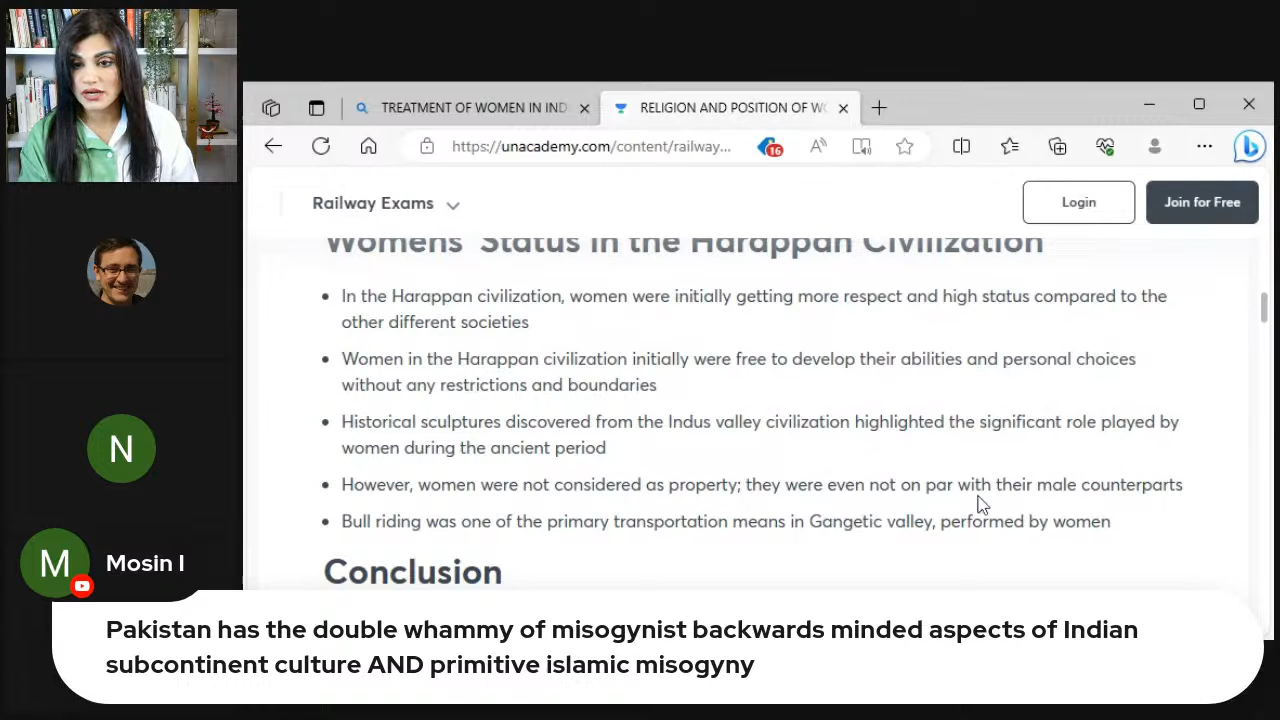 TREATMENT OF WOMEN IN IND
RELIGION AND POSITION OF WO
https://unacademy.com/content/railway...
16
Railway Exams
Login
Join for Free
Womens' Status in the Harappan Civilization
In the Harappan civilization, women were initially getting more respect and high status compared to the
other different societies
Women in the Harappan civilization initially were free to develop their abilities and personal choices
without any restrictions and boundaries
Historical sculptures discovered from the Indus valley civilization highlighted the significant role played by
women during the ancient period
However, women were not considered as property; they were even not on par with their male counterparts
Bull riding was one of the primary transportation means in Gangetic valley, performed by women
Conclusion
N
M
Mosin I
Pakistan has the double whammy of misogynist backwards minded aspects of Indian
subcontinent culture AND primitive islamic misogyny